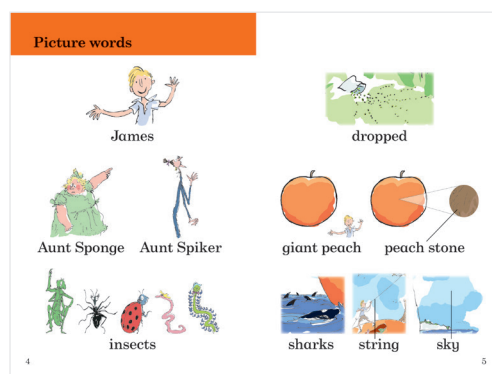 Picture words
James
Aunt Sponge Aunt Spiker
insects
4
dropped
giant peach peach stone
sharks string sky
5